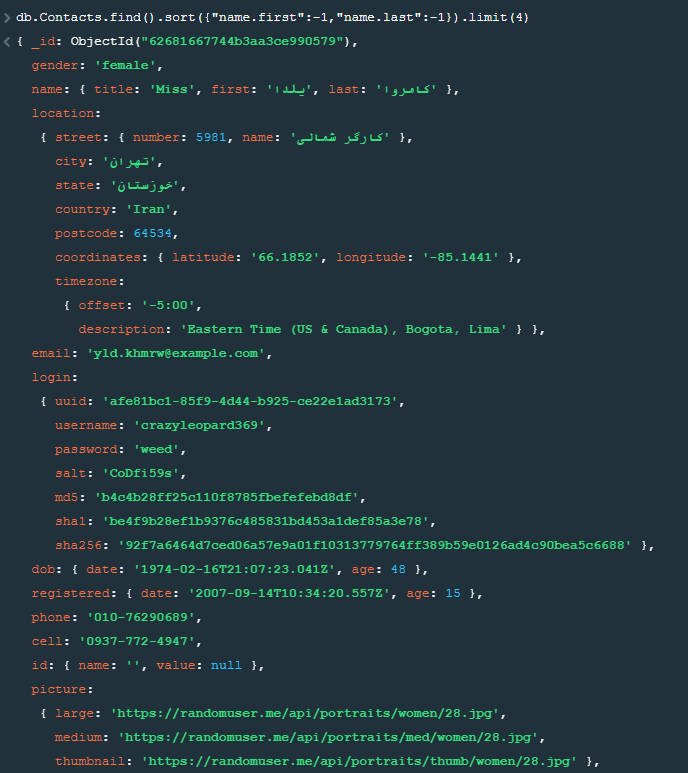 > db.Contacts.find().sort({"name.first":-1,"name.last":-1}).limit(4)
< { _id: ObjectId("62681667744b3aa3ce990579"),
gender: 'female',
name: { title: 'Miss', first: 'یلدا', last: 'کامروا' },
location:
{ street: { number: 5981, name: 'کارگر شمالی' },
city: 'تهران',
state: 'خوزستان',
country: 'Iran',
postcode: 64534,
coordinates: { latitude: '66.1852', longitude: '-85.1441' },
timezone:
{ offset: '-5:00',
description: 'Eastern Time (US & Canada), Bogota, Lima' } },
email: 'yld.khmrw@example.com',
login:
{ uuid: 'afe81bc1-85f9-4d44-b925-ce22e1ad3173',
username: 'crazyleopard369',
password: 'weed',
salt: 'CoDfi59s',
md5: 'b4c4b28ff25c110f8785fbefefebd8df',
sha1: 'be4f9b28ef1b9376c485831bd453a1def85a3e78',
sha256: '92f7a6464d7ced06a57e9a01f10313779764ff389b59e0126ad4c90bea5c6688' },
dob: { date: '1974-02-16T21:07:23.041Z', age: 48 },
registered: { date: '2007-09-14T10:34:20.557Z', age: 15 },
phone: '010-76290689',
cell: '0937-772-4947',
id: { name: '', value: null },
picture:
{ large: 'https://randomuser.me/api/portraits/women/28.jpg',
medium: 'https://randomuser.me/api/portraits/med/women/28.jpg',
thumbnail: 'https://randomuser.me/api/portraits/thumb/women/28.jpg' },